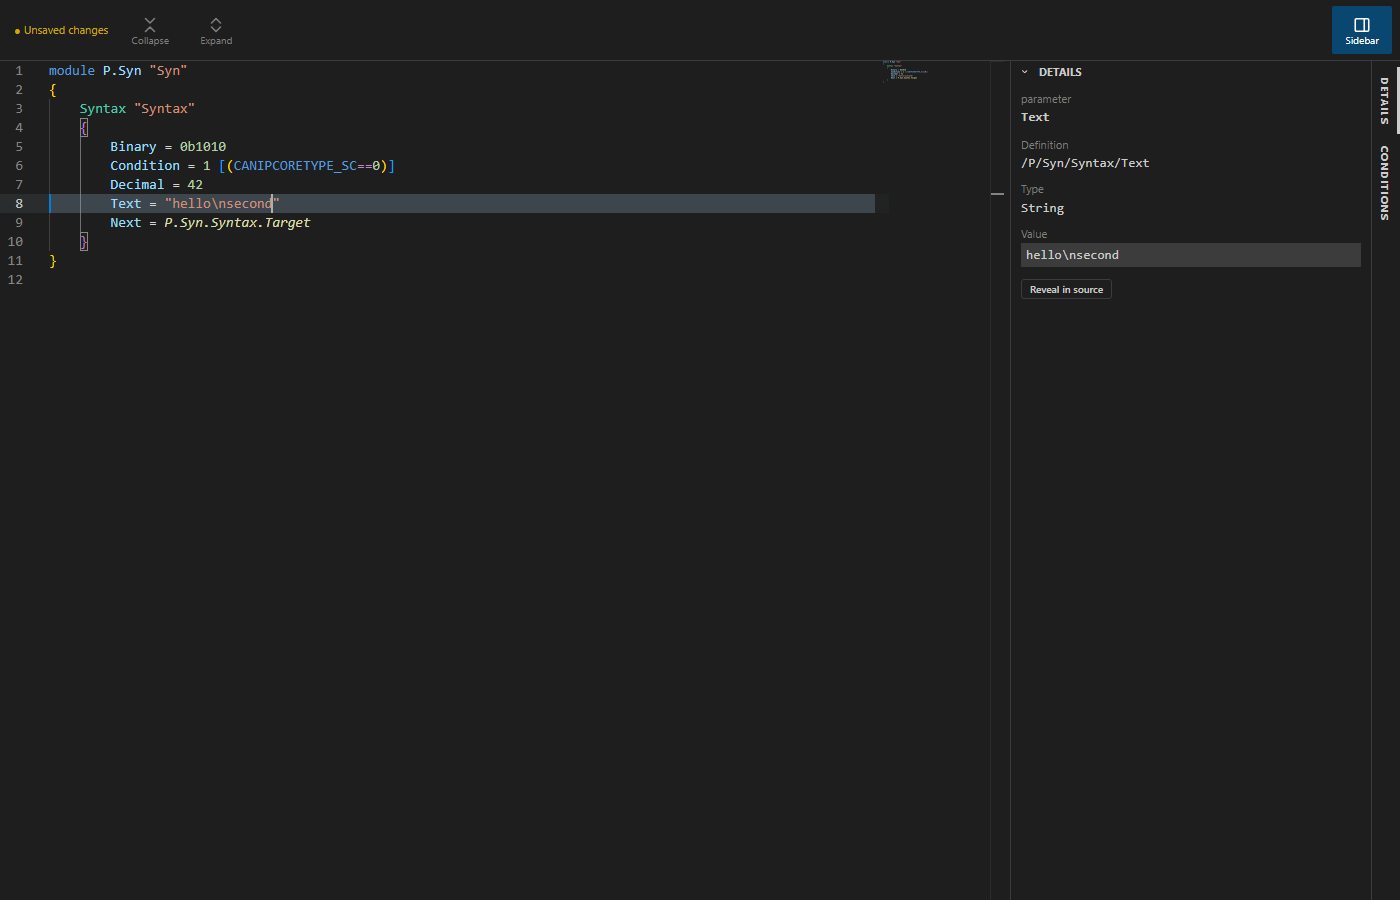 Unsaved changes
Collapse
Expand
Sidebar
1 module P.Syn "Syn"
2 {
3 Syntax "Syntax"
4 {
5 Binary = 0b1010
6 Condition = 1 [(CANIPCORETYPE_SC==0)]
7 Decimal = 42
8 Text = "hello\nsecond"
9 Next = P.Syn.Syntax.Target
10 }
11 }
12
DETAILS
parameter
Text
Definition
/P/Syn/Syntax/Text
Type
String
Value
hello\nsecond
Reveal in source
DETAILS
CONDITIONS